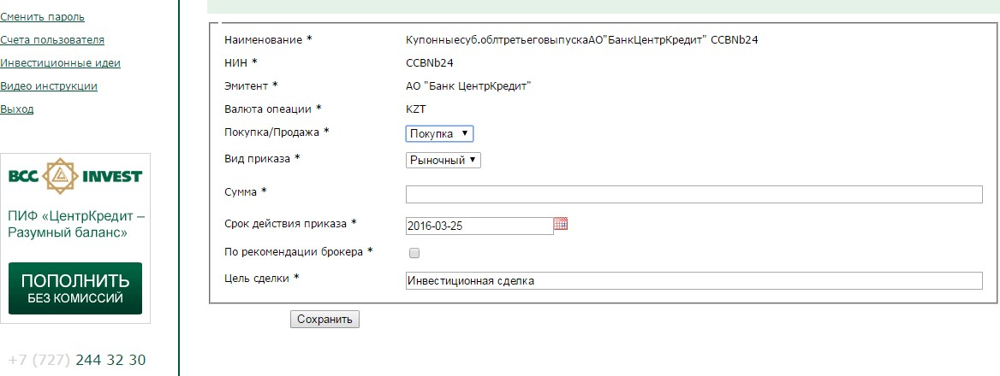 Сменить пароль
Счета пользователя
Инвестиционные идеи
Видео инструкции
Выход
BCC INVEST
ПИФ «ЦентрКредит –
Разумный баланс»
ПОПОЛНИТЬ
БЕЗ КОМИССИЙ
+7 (727) 244 32 30
Наименование * Купонныесуб.облтретьеговыпускаАО"БанкЦентрКредит" CCBNb24
НИН * CCBNb24
Эмитент * АО "Банк ЦентрКредит"
Валюта опеации * KZT
Покупка/Продажа * Покупка
Вид приказа * Рыночный
Сумма *
Срок действия приказа * 2016-03-25
По рекомендации брокера *
Цель сделки * Инвестиционная сделка
Сохранить